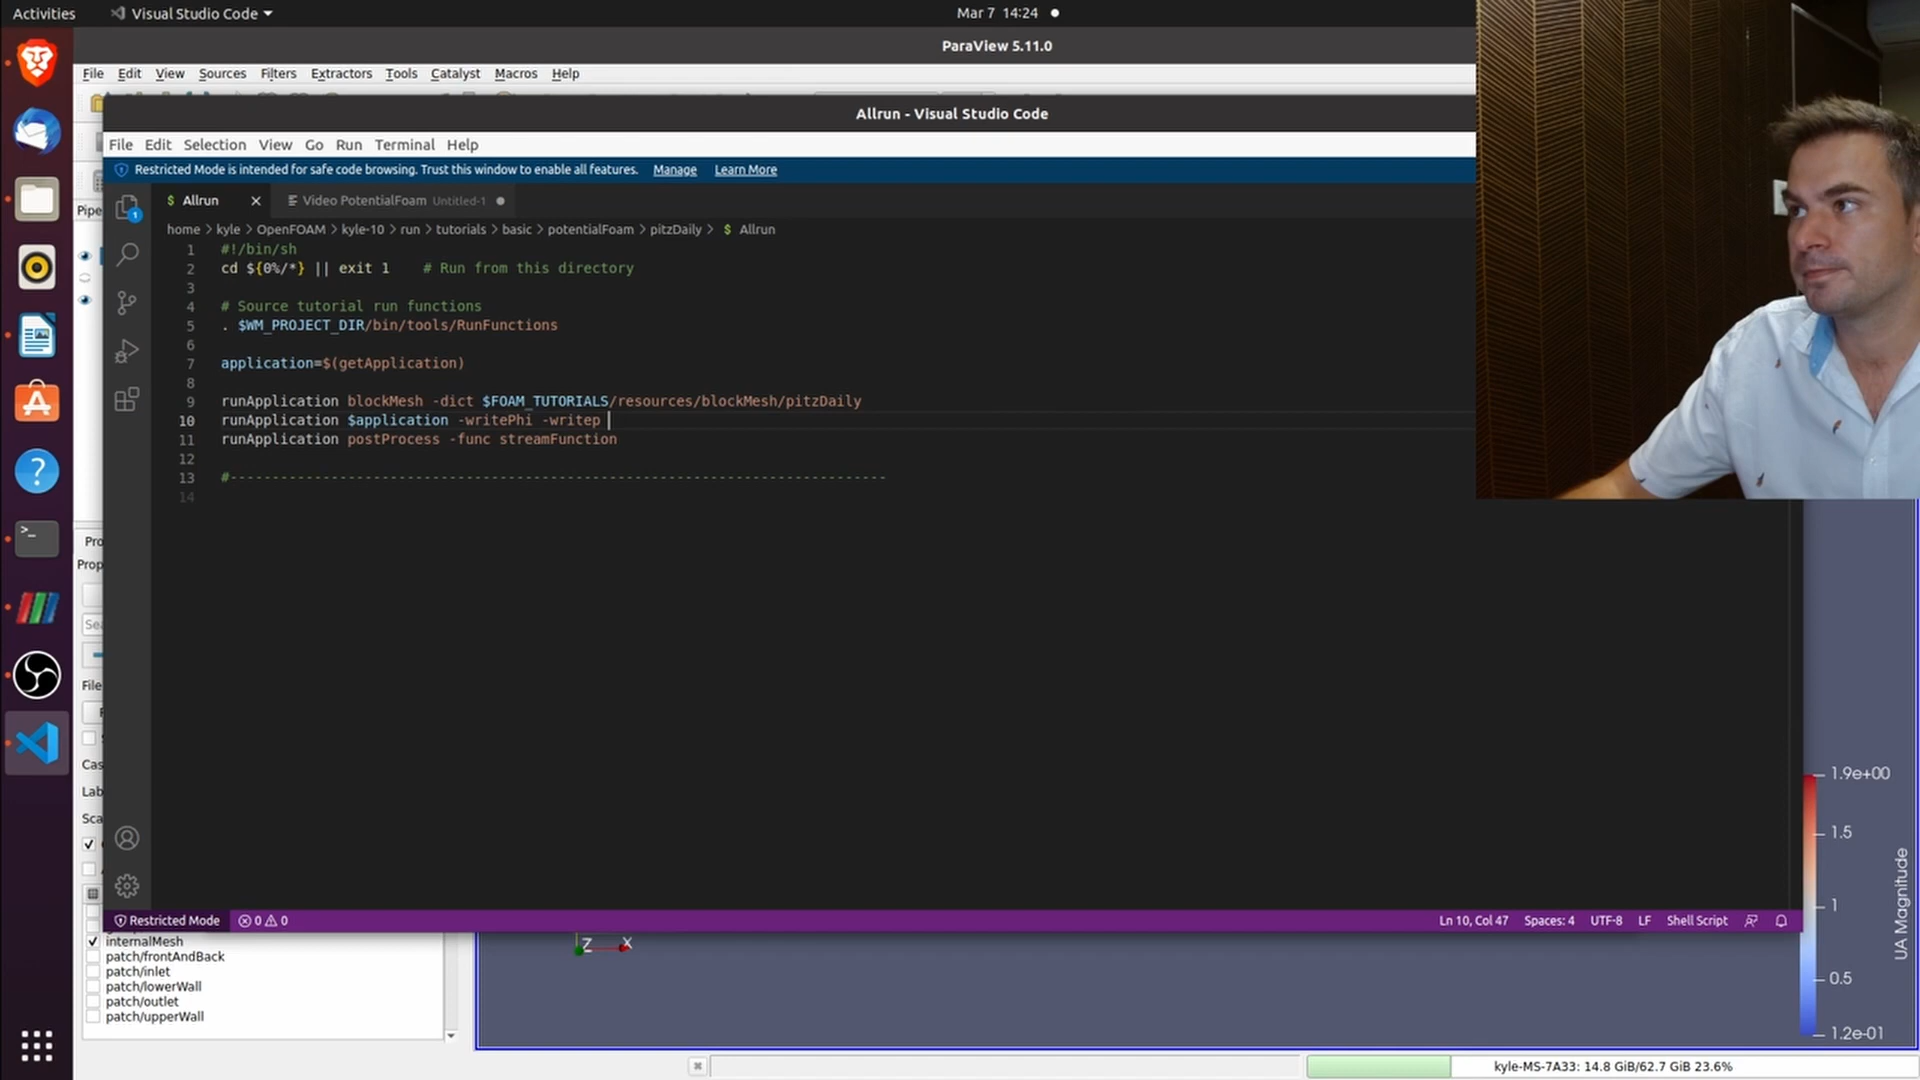 Activities
Visual Studio Code
Mar 7 14:24
ParaView 5.11.0
File Edit View Sources Filters Extractors Tools Catalyst Macros Help
Allrun - Visual Studio Code
File Edit Selection View Go Run Terminal Help
Restricted Mode is intended for safe code browsing. Trust this window to enable all features. Manage Learn More
$ Allrun
Video PotentialFoam Untitled-1
Pipe
home > kyle > OpenFOAM > kyle-10 > run > tutorials > basic > potentialFoam > pitzDaily > $ Allrun
1 #!/bin/sh
2 cd ${0%/*} || exit 1    # Run from this directory
3
4 # Source tutorial run functions
5 . $WM_PROJECT_DIR/bin/tools/RunFunctions
6
7 application=$(getApplication)
8
9 runApplication blockMesh -dict $FOAM_TUTORIALS/resources/blockMesh/pitzDaily
10 runApplication $application -writePhi -writep
11 runApplication postProcess -func streamFunction
12
13 #------------------------------------------------------------------------------
14
1
Pro
Prop
Sea
File
F
Cas
Lab
Sca
Restricted Mode
0 0
Ln 10, Col 47 Spaces: 4 UTF-8 LF Shell Script
internalMesh
patch/frontAndBack
patch/inlet
patch/lowerWall
patch/outlet
patch/upperWall
Z X
1.9e+00
1.5
1
0.5
1.2e-01
UA Magnitude
kyle-MS-7A33: 14.8 GiB/62.7 GiB 23.6%